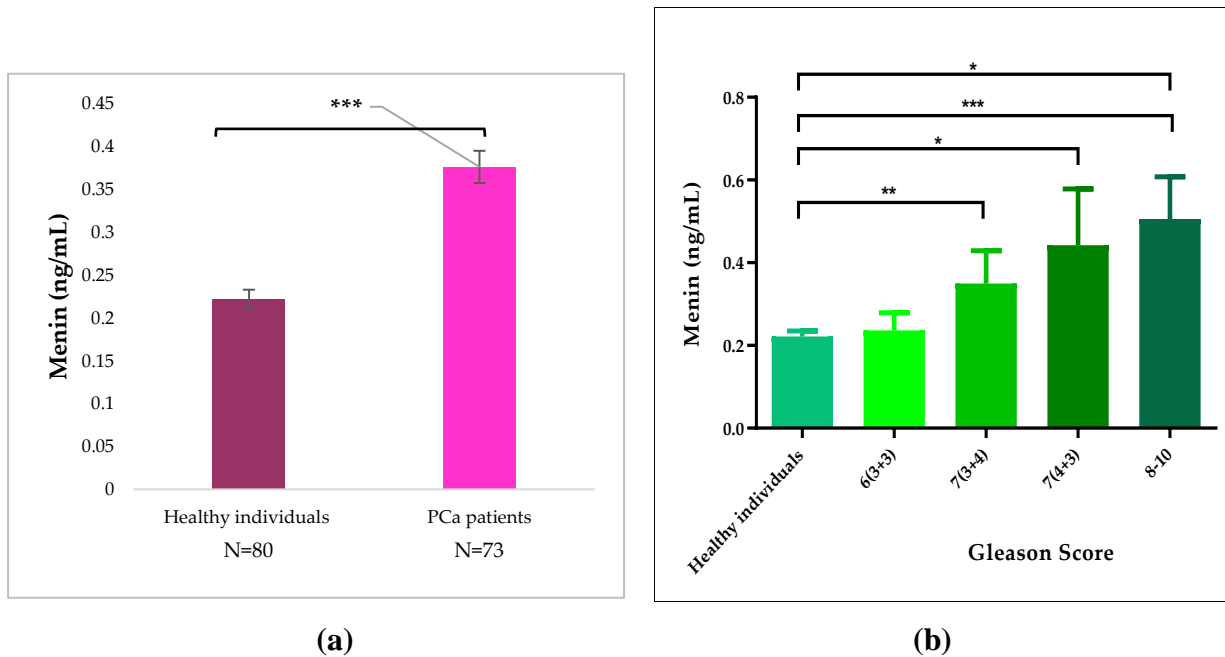 ***
0.45
0.4
0.35
0.3
0.25
0.2
0.15
0.1
0.05
0
Menin (ng/mL)
Healthy individuals
N=80
PCa patients
N=73
(a)
*
***
*
**
0.8
0.6
0.4
0.2
0.0
Menin (ng/mL)
Healthy individuals
6(3+3)
7(3+4)
7(4+3)
8-10
Gleason Score
(b)